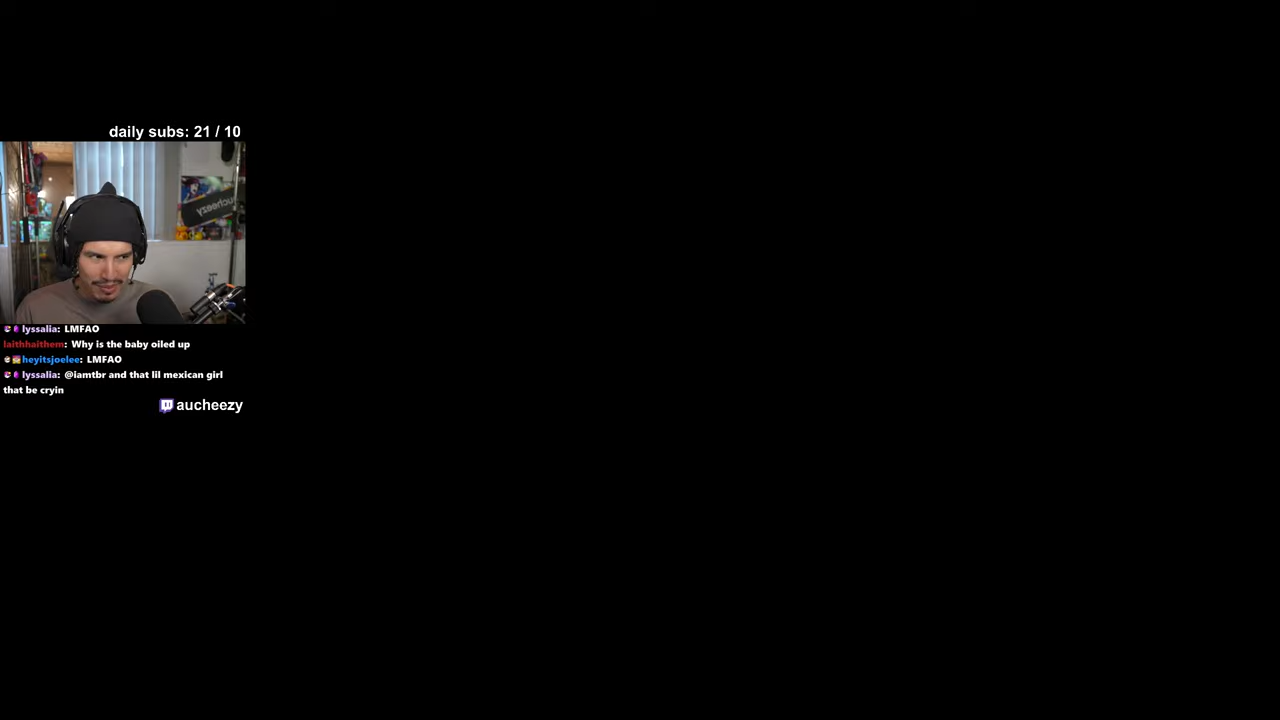 daily subs: 21 / 10
aucheezy
lyssalia: LMFAO
laithhaithem: Why is the baby oiled up
heyitsjoelee: LMFAO
lyssalia: @iamtbr and that lil mexican girl
that be cryin
aucheezy